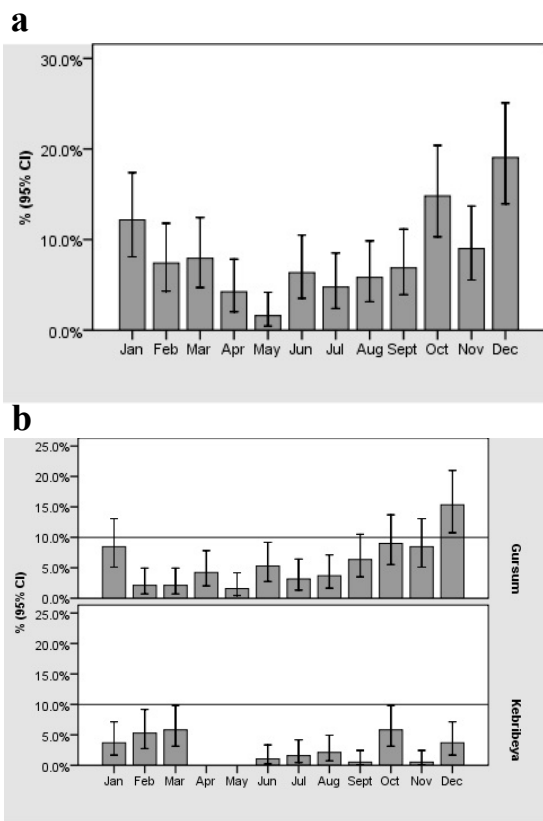 a
30.0%
20.0%
10.0%
0.0%
% (95% CI)
Jan Feb Mar Apr May Jun Jul Aug Sept Oct Nov Dec
b
25.0%
20.0%
15.0%
10.0%
5.0%
0.0%
Gursum
% (95% CI)
25.0%
20.0%
15.0%
10.0%
5.0%
0.0%
Kebribeya
Jan Feb Mar Apr May Jun Jul Aug Sept Oct Nov Dec